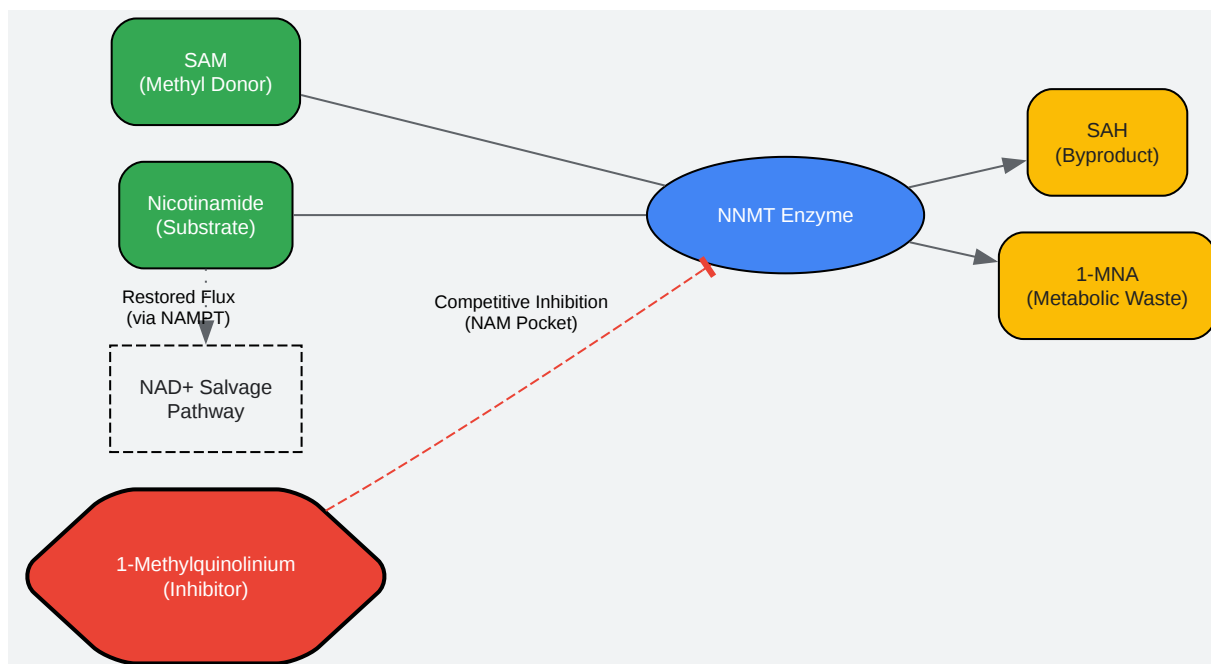 SAM
(Methyl Donor)
Nicotinamide
(Substrate)
NNMT Enzyme
SAH
(Byproduct)
1-MNA
(Metabolic Waste)
Restored Flux
(via NAMPT)
Competitive Inhibition
(NAM Pocket)
NAD+ Salvage
Pathway
1-Methylquinolinium
(Inhibitor)